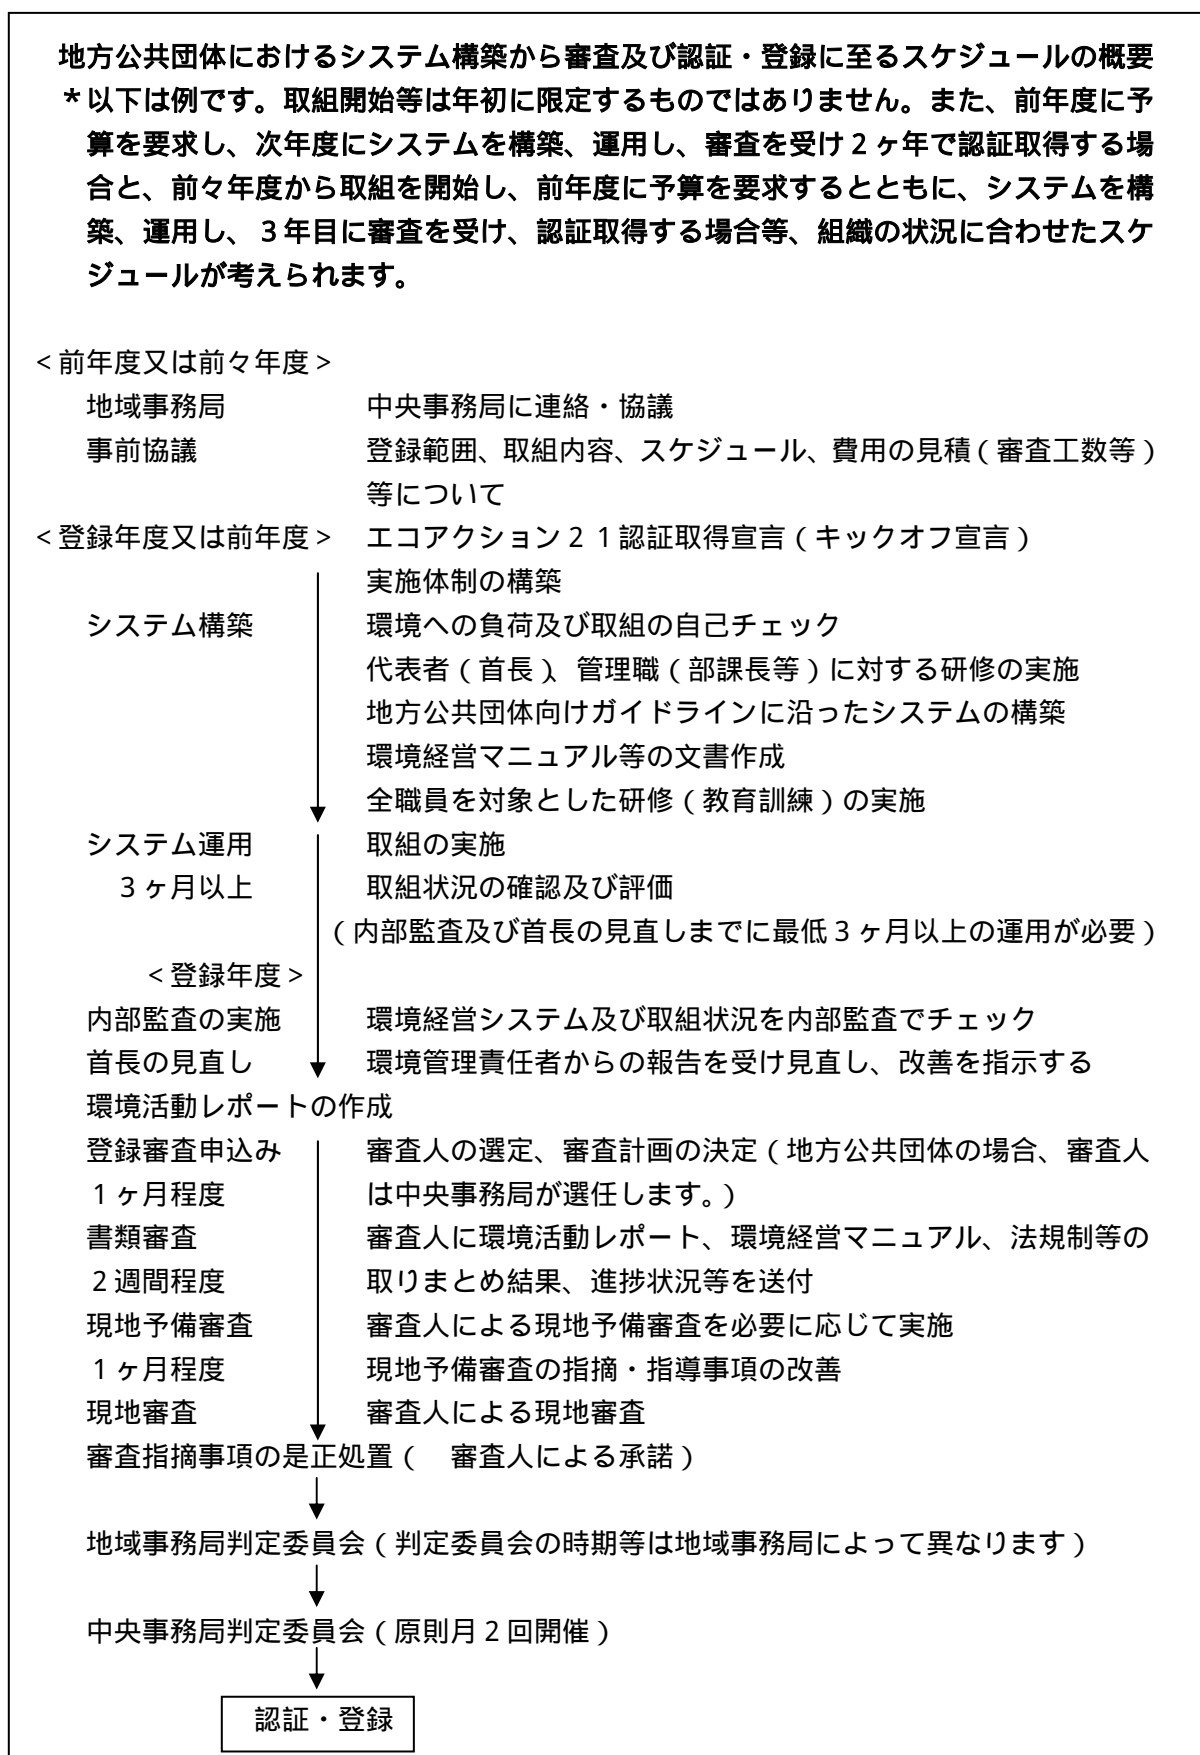 地方公共団体におけるシステム構築から審査及び認証・登録に至るスケジュールの概要
＊以下は例です。取組開始等は年初に限定するものではありません。また、前年度に予
算を要求し、次年度にシステムを構築、運用し、審査を受け２ヶ年で認証取得する場
合と、前々年度から取組を開始し、前年度に予算を要求するとともに、システムを構
築、運用し、３年目に審査を受け、認証取得する場合等、組織の状況に合わせたスケ
ジュールが考えられます。
＜前年度又は前々年度＞
地域事務局 中央事務局に連絡・協議
事前協議 登録範囲、取組内容、スケジュール、費用の見積（審査工数等）
等について
＜登録年度又は前年度＞ エコアクション２１認証取得宣言（キックオフ宣言）
実施体制の構築
システム構築 環境への負荷及び取組の自己チェック
代表者（首長）、管理職（部課長等）に対する研修の実施
地方公共団体向けガイドラインに沿ったシステムの構築
環境経営マニュアル等の文書作成
全職員を対象とした研修（教育訓練）の実施
システム運用 取組の実施
３ヶ月以上 取組状況の確認及び評価
（内部監査及び首長の見直しまでに最低３ヶ月以上の運用が必要）
＜登録年度＞
内部監査の実施 環境経営システム及び取組状況を内部監査でチェック
首長の見直し 環境管理責任者からの報告を受け見直し、改善を指示する
環境活動レポートの作成
登録審査申込み 審査人の選定、審査計画の決定（地方公共団体の場合、審査人
１ヶ月程度 は中央事務局が選任します。）
書類審査 審査人に環境活動レポート、環境経営マニュアル、法規制等の
２週間程度 取りまとめ結果、進捗状況等を送付
現地予備審査 審査人による現地予備審査を必要に応じて実施
１ヶ月程度 現地予備審査の指摘・指導事項の改善
現地審査 審査人による現地審査
審査指摘事項の是正処置（　審査人による承諾）
地域事務局判定委員会（判定委員会の時期等は地域事務局によって異なります）
中央事務局判定委員会（原則月２回開催）
認証・登録